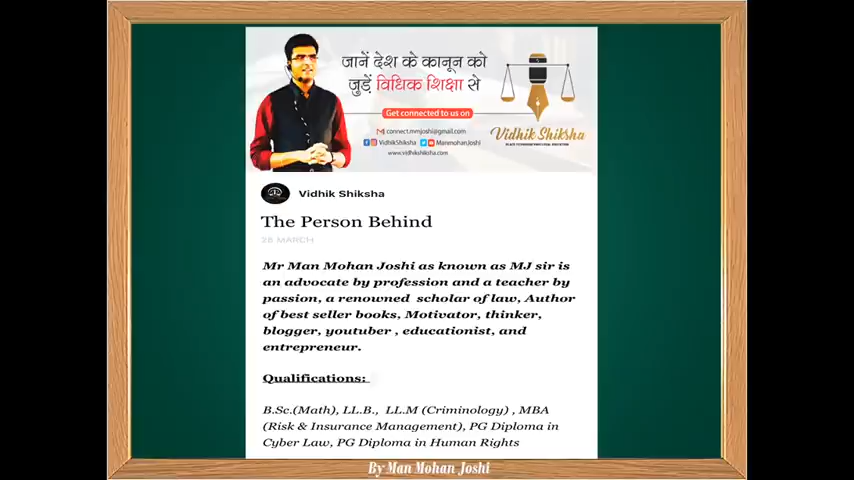 जानें देश के कानून को
जुड़ें विधिक शिक्षा से
Get connected to us on
connect.mmjoshi@gmail.com
VidhikShiksha ManmohanJoshi
www.vidhikshiksha.com
Vidhik Shiksha
Vidhik Shiksha
The Person Behind
28 MARCH
Mr Man Mohan Joshi as known as MJ sir is
an advocate by profession and a teacher by
passion, a renowned scholar of law, Author
of best seller books, Motivator, thinker,
blogger, youtuber , educationist, and
entrepreneur.
Qualifications:
B.Sc.(Math), LL.B., LL.M (Criminology) , MBA
(Risk & Insurance Management), PG Diploma in
Cyber Law, PG Diploma in Human Rights
By Man Mohan Joshi